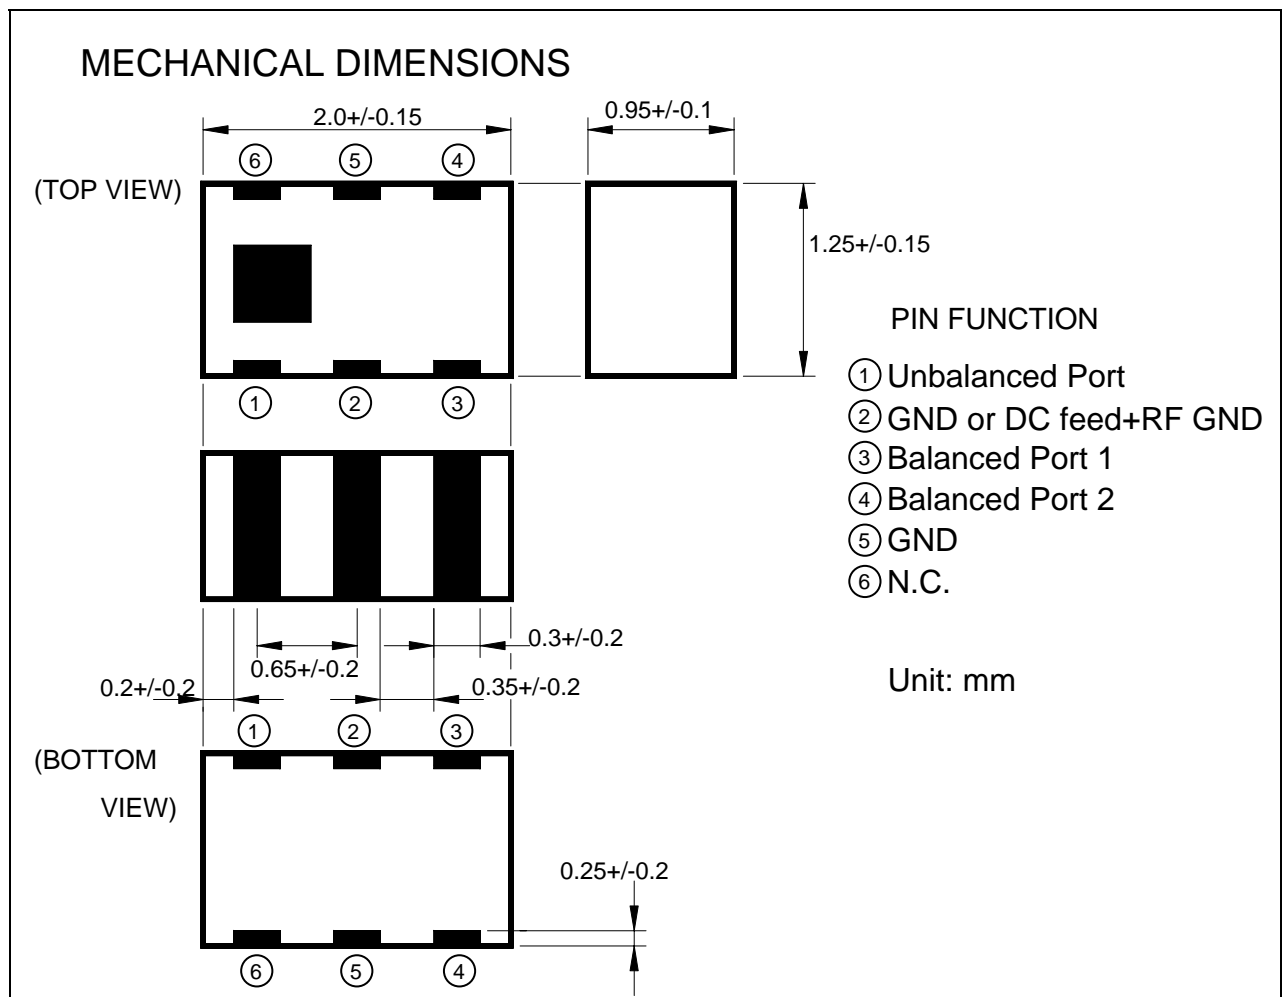 MECHANICAL DIMENSIONS
2.0+/-0.15
0.95+/-0.1
⑥ ⑤ ④
(TOP VIEW)
1.25+/-0.15
① ② ③
PIN FUNCTION
① Unbalanced Port
② GND or DC feed+RF GND
③ Balanced Port 1
④ Balanced Port 2
⑤ GND
⑥ N.C.
0.3+/-0.2
0.65+/-0.2
0.2+/-0.2
0.35+/-0.2
Unit: mm
① ② ③
(BOTTOM
VIEW)
0.25+/-0.2
⑥ ⑤ ④